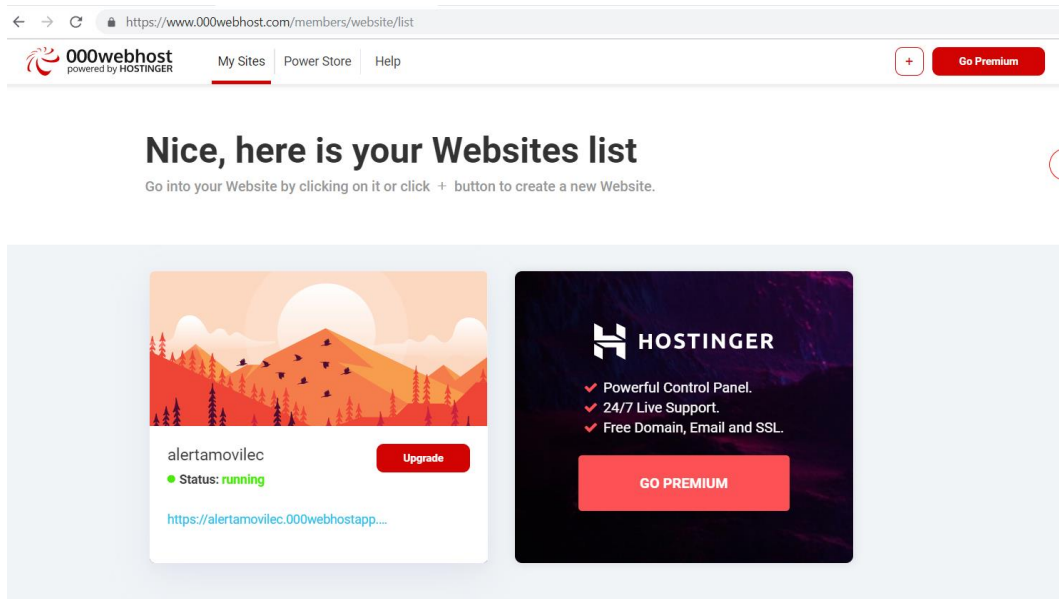 https://www.000webhost.com/members/website/list
000webhost
powered by HOSTINGER
My Sites Power Store Help
+ Go Premium
Nice, here is your Websites list
Go into your Website by clicking on it or click + button to create a new Website.
alertamovilec
Upgrade
Status: running
https://alertamovilec.000webhostapp....
HOSTINGER
Powerful Control Panel.
24/7 Live Support.
Free Domain, Email and SSL.
GO PREMIUM